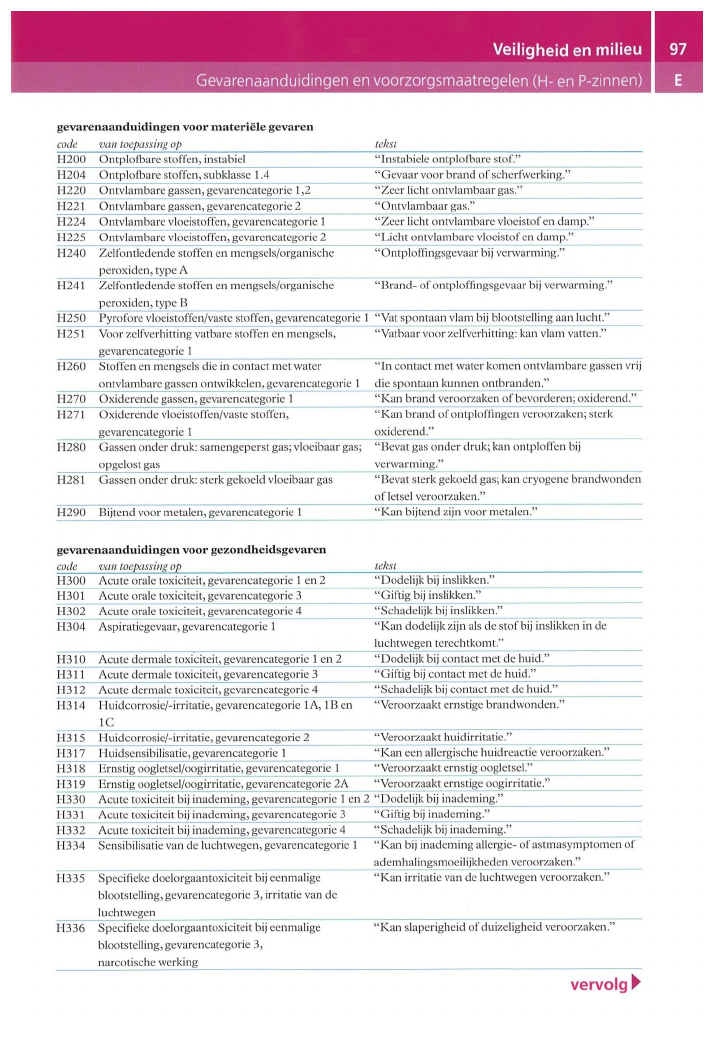 Veiligheid en milieu 97
Gevarenaanduidingen en voorzorgsmaatregelen (H- en P-zinnen) E
gevarenaanduidingen voor materiële gevaren
code van toepassing op tekst
H200 Ontplofbare stoffen, instabiel "Instabiele ontplofbare stof."
H204 Ontplofbare stoffen, subklasse 1.4 "Gevaar voor brand of scherfwerking."
H220 Ontvlambare gassen, gevarencategorie 1,2 "Zeer licht ontvlambaar gas."
H221 Ontvlambare gassen, gevarencategorie 2 "Ontvlambaar gas."
H224 Ontvlambare vloeistoffen, gevarencategorie 1 "Zeer licht ontvlambare vloeistof en damp."
H225 Ontvlambare vloeistoffen, gevarencategorie 2 "Licht ontvlambare vloeistof en damp."
H240 Zelfontledende stoffen en mengsels/organische "Ontploffingsgevaar bij verwarming."
peroxiden, type A
H241 Zelfontledende stoffen en mengsels/organische "Brand- of ontploffingsgevaar bij verwarming."
peroxiden, type B
H250 Pyrofore vloeistoffen/vaste stoffen, gevarencategorie 1 "Vat spontaan vlam bij blootstelling aan lucht."
H251 Voor zelfverhitting vatbare stoffen en mengsels, "Vatbaar voor zelfverhitting: kan vlam vatten."
gevarencategorie 1
H260 Stoffen en mengsels die in contact met water "In contact met water komen ontvlambare gassen vrij
ontvlambare gassen ontwikkelen, gevarencategorie 1 die spontaan kunnen ontbranden."
H270 Oxiderende gassen, gevarencategorie 1 "Kan brand veroorzaken of bevorderen; oxiderend."
H271 Oxiderende vloeistoffen/vaste stoffen, "Kan brand of ontploffingen veroorzaken; sterk
gevarencategorie 1 oxiderend."
H280 Gassen onder druk: samengeperst gas; vloeibaar gas; "Bevat gas onder druk; kan ontploffen bij
opgelost gas verwarming."
H281 Gassen onder druk: sterk gekoeld vloeibaar gas "Bevat sterk gekoeld gas; kan cryogene brandwonden
of letsel veroorzaken."
H290 Bijtend voor metalen, gevarencategorie 1 "Kan bijtend zijn voor metalen."
gevarenaanduidingen voor gezondheidsgevaren
code van toepassing op tekst
H300 Acute orale toxiciteit, gevarencategorie 1 en 2 "Dodelijk bij inslikken."
H301 Acute orale toxiciteit, gevarencategorie 3 "Giftig bij inslikken."
H302 Acute orale toxiciteit, gevarencategorie 4 "Schadelijk bij inslikken."
H304 Aspiratiegevaar, gevarencategorie 1 "Kan dodelijk zijn als de stof bij inslikken in de
luchtwegen terechtkomt."
H310 Acute dermale toxiciteit, gevarencategorie 1 en 2 "Dodelijk bij contact met de huid."
H311 Acute dermale toxiciteit, gevarencategorie 3 "Giftig bij contact met de huid."
H312 Acute dermale toxiciteit, gevarencategorie 4 "Schadelijk bij contact met de huid."
H314 Huidcorrosie/-irritatie, gevarencategorie 1A, 1B en "Veroorzaakt ernstige brandwonden."
1C
H315 Huidcorrosie/-irritatie, gevarencategorie 2 "Veroorzaakt huidirritatie."
H317 Huidsensibilisatie, gevarencategorie 1 "Kan een allergische huidreactie veroorzaken."
H318 Ernstig oogletsel/oogirritatie, gevarencategorie 1 "Veroorzaakt ernstig oogletsel."
H319 Ernstig oogletsel/oogirritatie, gevarencategorie 2A "Veroorzaakt ernstige oogirritatie."
H330 Acute toxiciteit bij inademing, gevarencategorie 1 en 2 "Dodelijk bij inademing."
H331 Acute toxiciteit bij inademing, gevarencategorie 3 "Giftig bij inademing."
H332 Acute toxiciteit bij inademing, gevarencategorie 4 "Schadelijk bij inademing."
H334 Sensibilisatie van de luchtwegen, gevarencategorie 1 "Kan bij inademing allergie- of astmasymptomen of
ademhalingsmoeilijkheden veroorzaken."
H335 Specifieke doelorgaantoxiciteit bij eenmalige "Kan irritatie van de luchtwegen veroorzaken."
blootstelling, gevarencategorie 3, irritatie van de
luchtwegen
H336 Specifieke doelorgaantoxiciteit bij eenmalige "Kan slaperigheid of duizeligheid veroorzaken."
blootstelling, gevarencategorie 3,
narcotische werking
vervolg